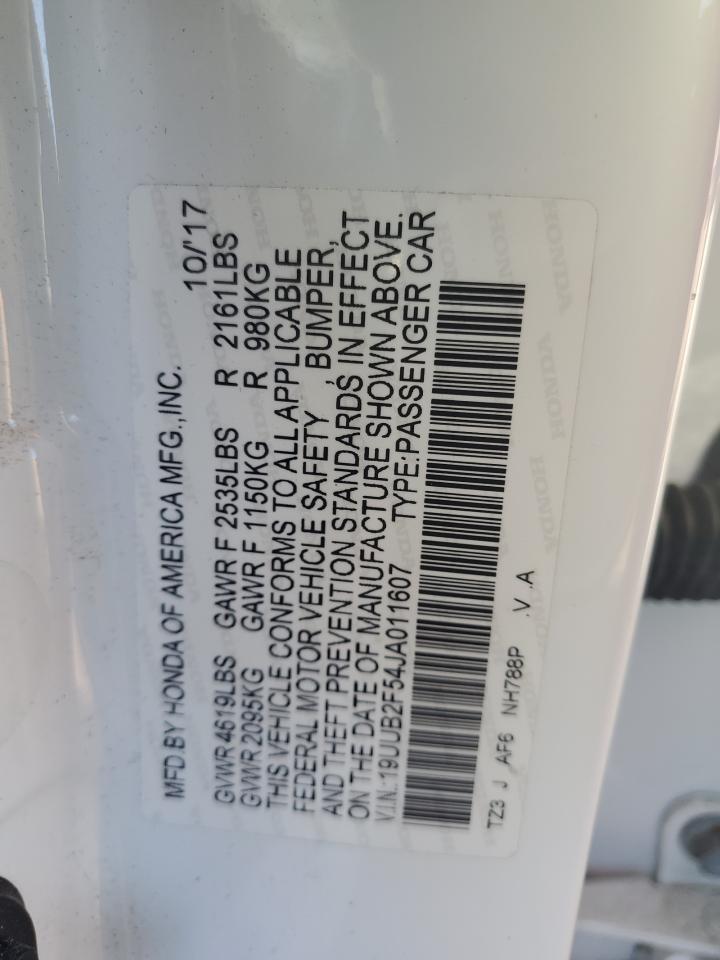 MFD.BY HONDA OF AMERICA MFG.,INC. 10/'17
GVWR 4619LBS GAWR F 2535LBS R 2161LBS
GVWR 2095KG GAWR F 1150KG R 980KG
THIS VEHICLE CONFORMS TO ALL APPLICABLE
FEDERAL MOTOR VEHICLE SAFETY , BUMPER,
AND THEFT PREVENTION STANDARDS IN EFFECT
ON THE DATE OF MANUFACTURE SHOWN ABOVE.
V.I.N.:19UUB2F54JA011607 TYPE:PASSENGER CAR
TZ3 J AF6 NH788P .V .A